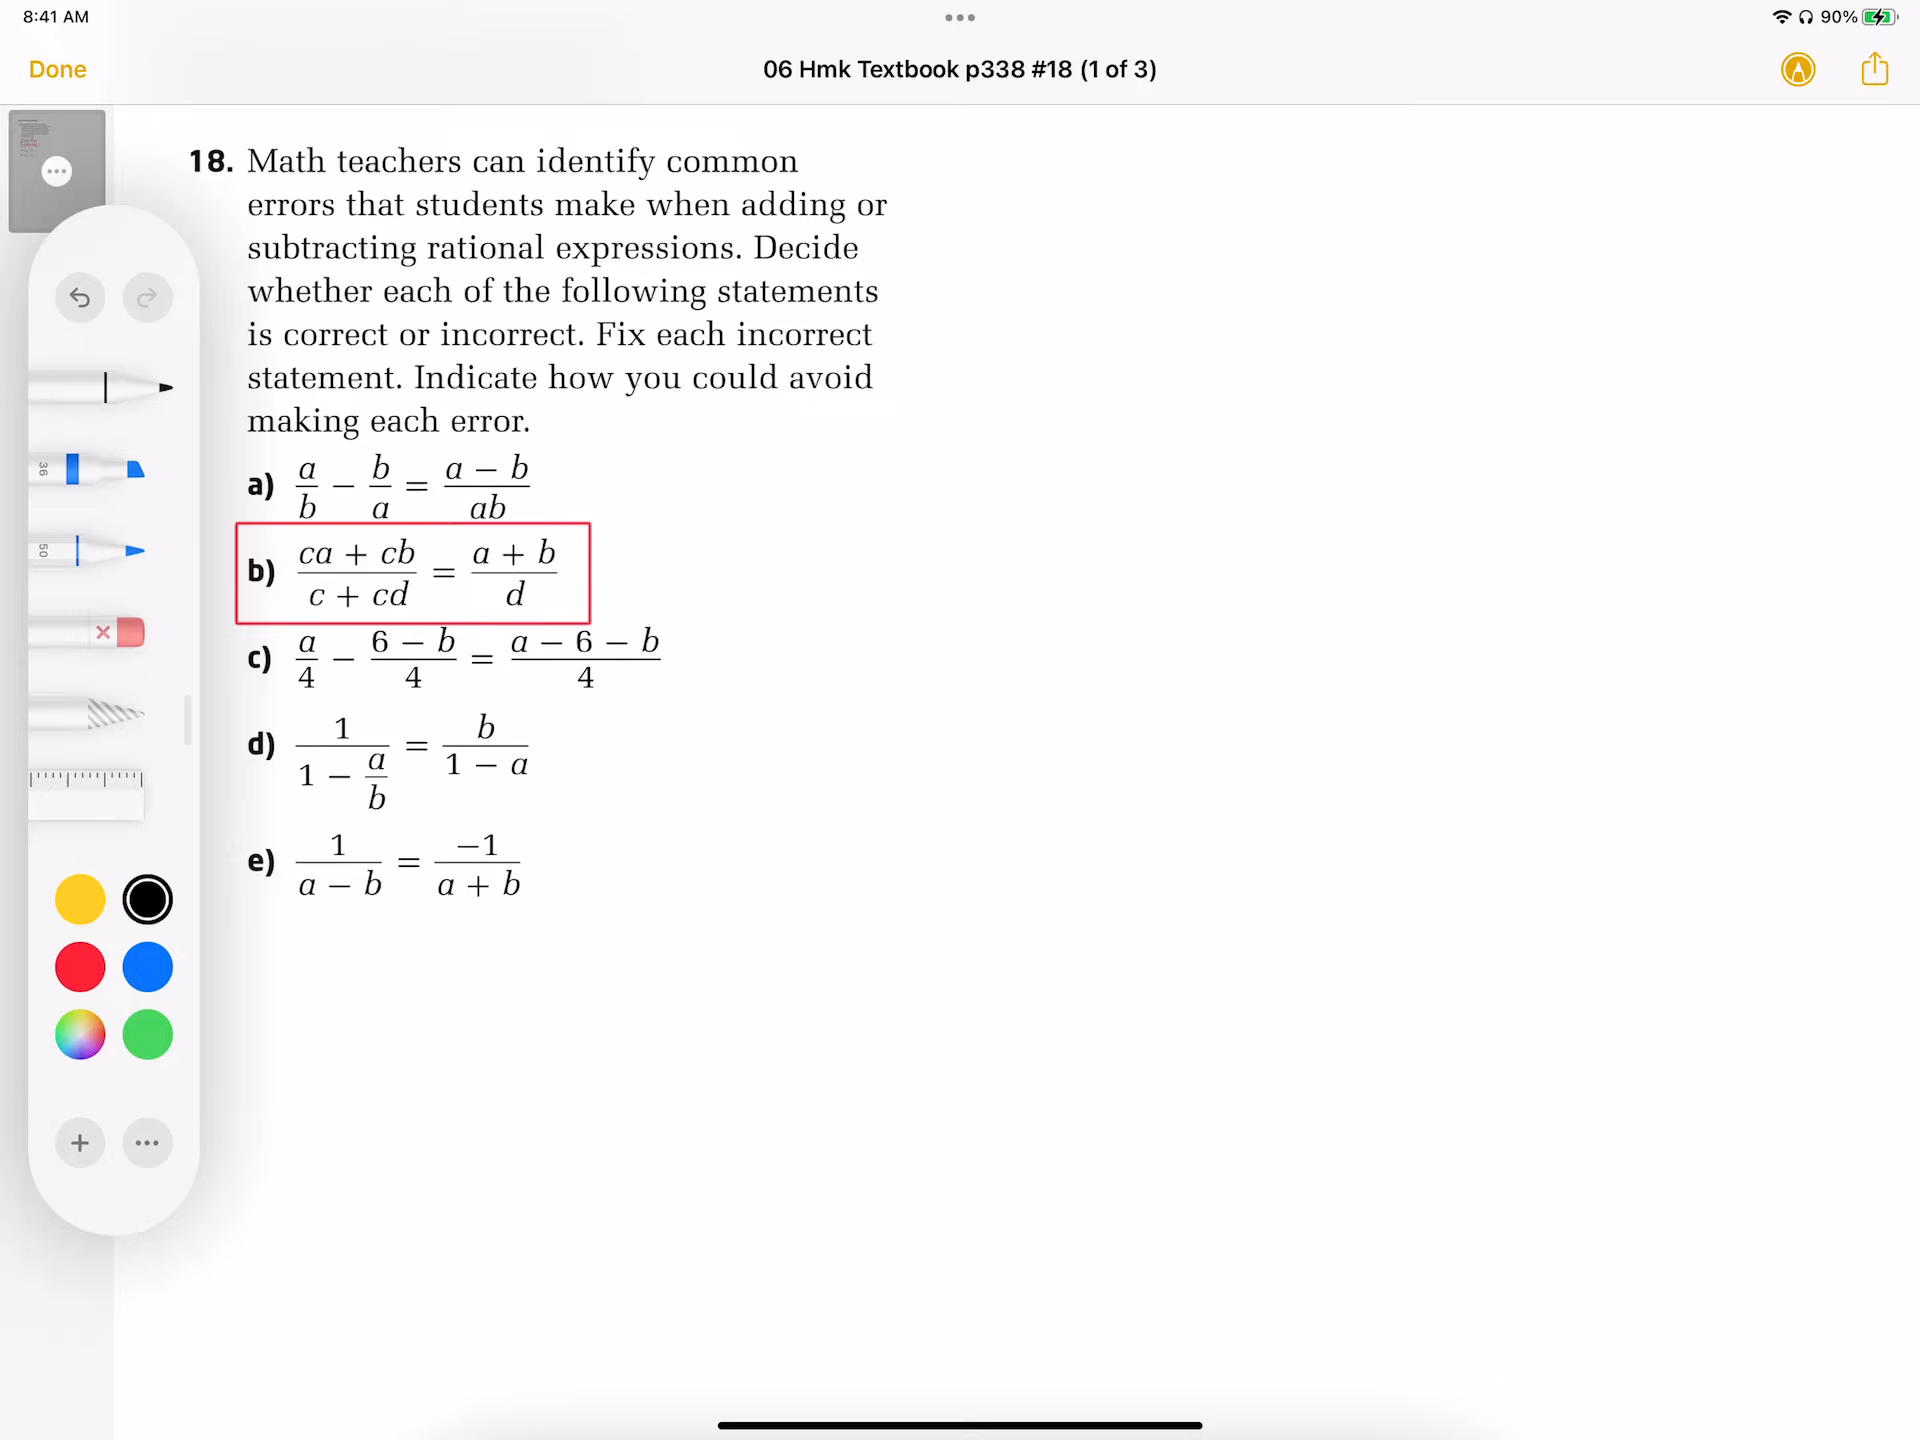 8:41 AM
90%
Done
06 Hmk Textbook p338 #18 (1 of 3)
18. Math teachers can identify common
errors that students make when adding or
subtracting rational expressions. Decide
whether each of the following statements
is correct or incorrect. Fix each incorrect
statement. Indicate how you could avoid
making each error.
a) a/b − b/a = (a − b)/ab
b) (ca + cb)/(c + cd) = (a + b)/d
c) a/4 − (6 − b)/4 = (a − 6 − b)/4
d) 1/(1 − a/b) = b/(1 − a)
e) 1/(a − b) = −1/(a + b)
36
50